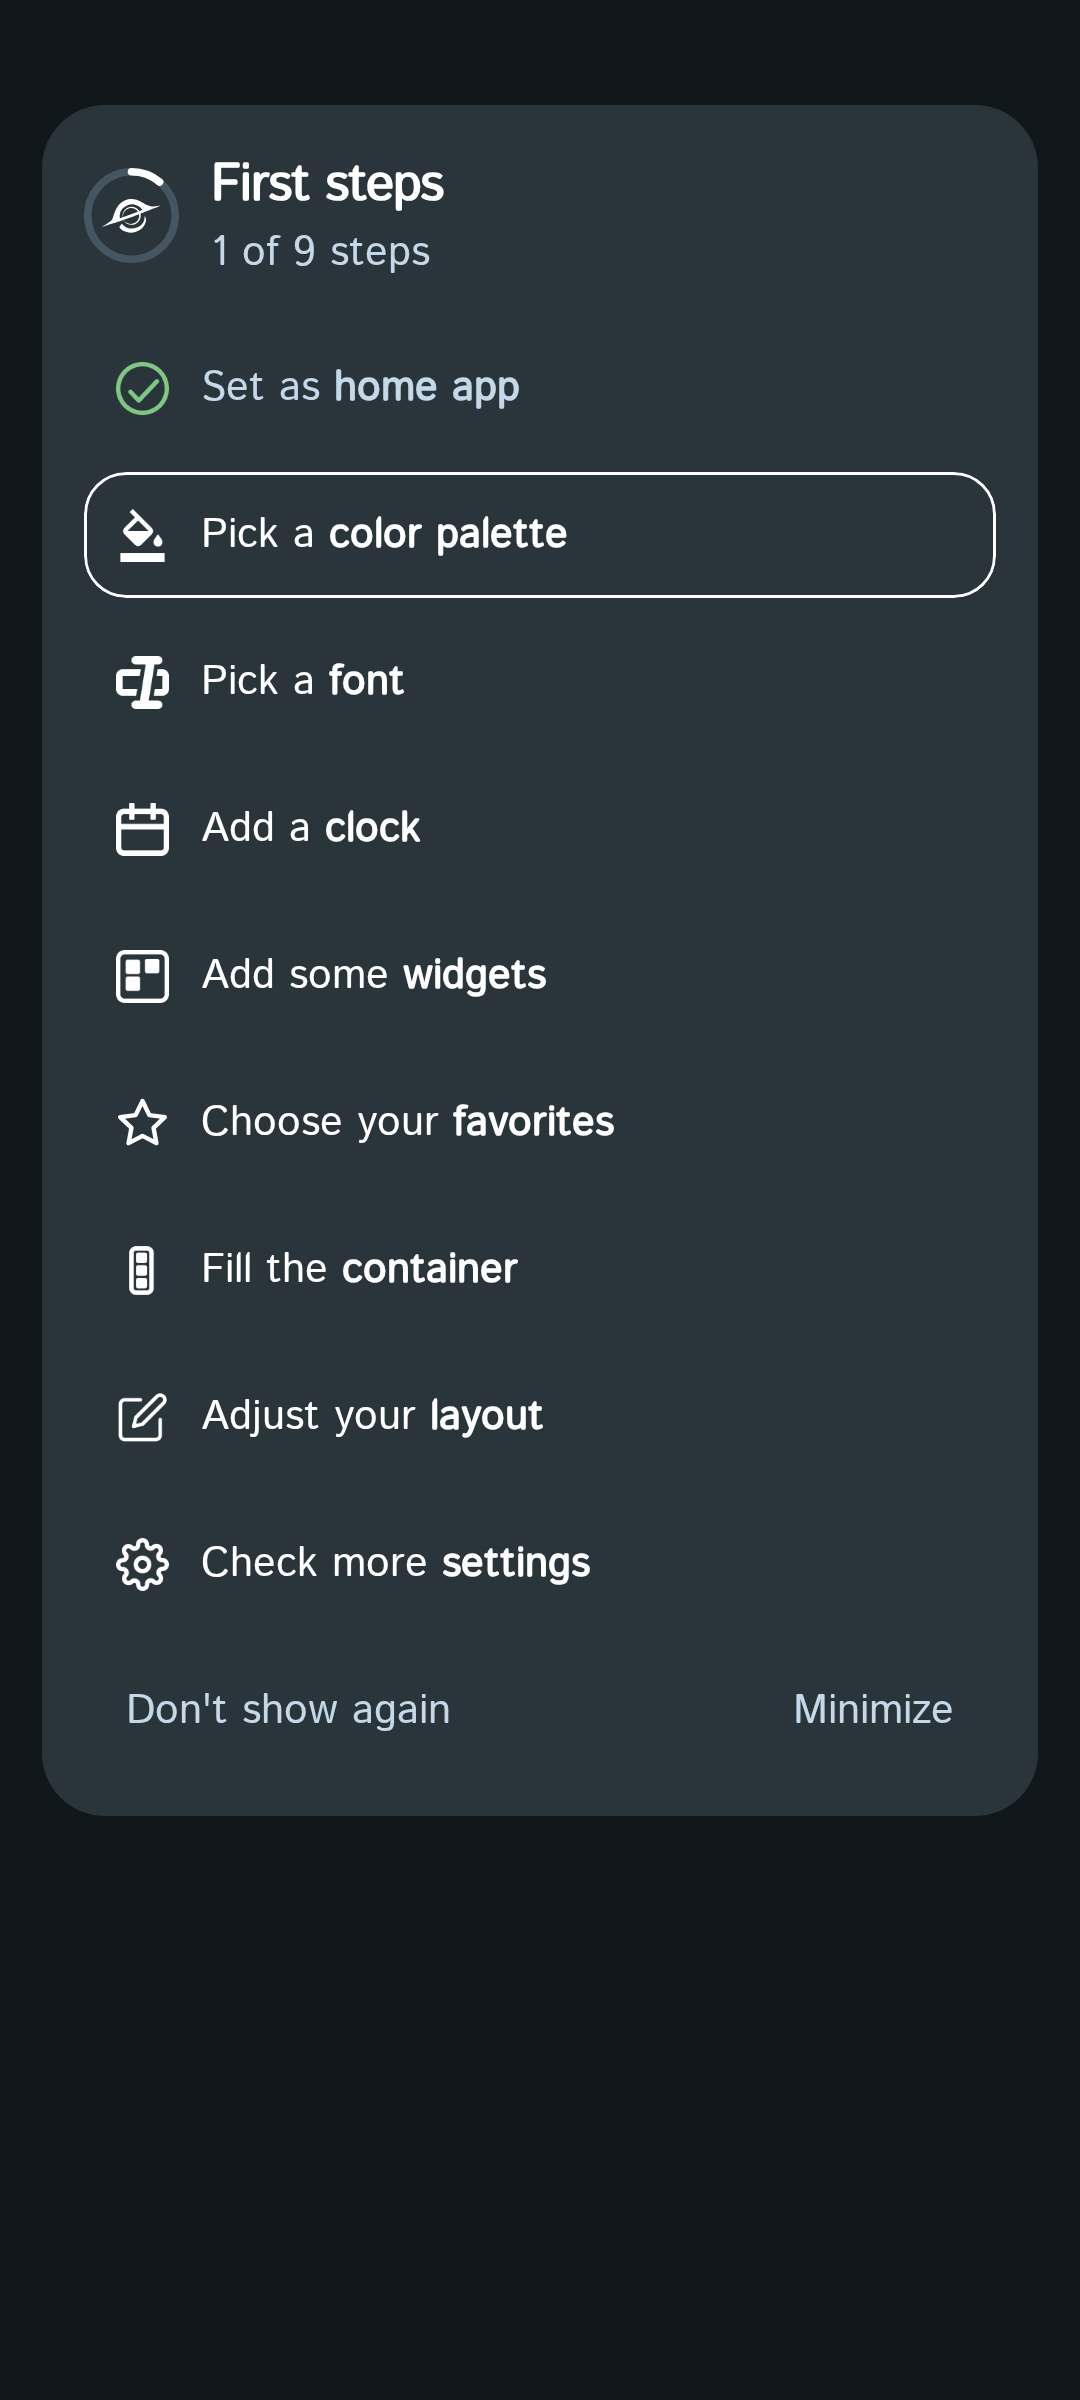 First steps
1 of 9 steps
Set as home app
Pick a color palette
Pick a font
Add a clock
Add some widgets
Choose your favorites
Fill the container
Adjust your layout
Check more settings
Don't show again
Minimize